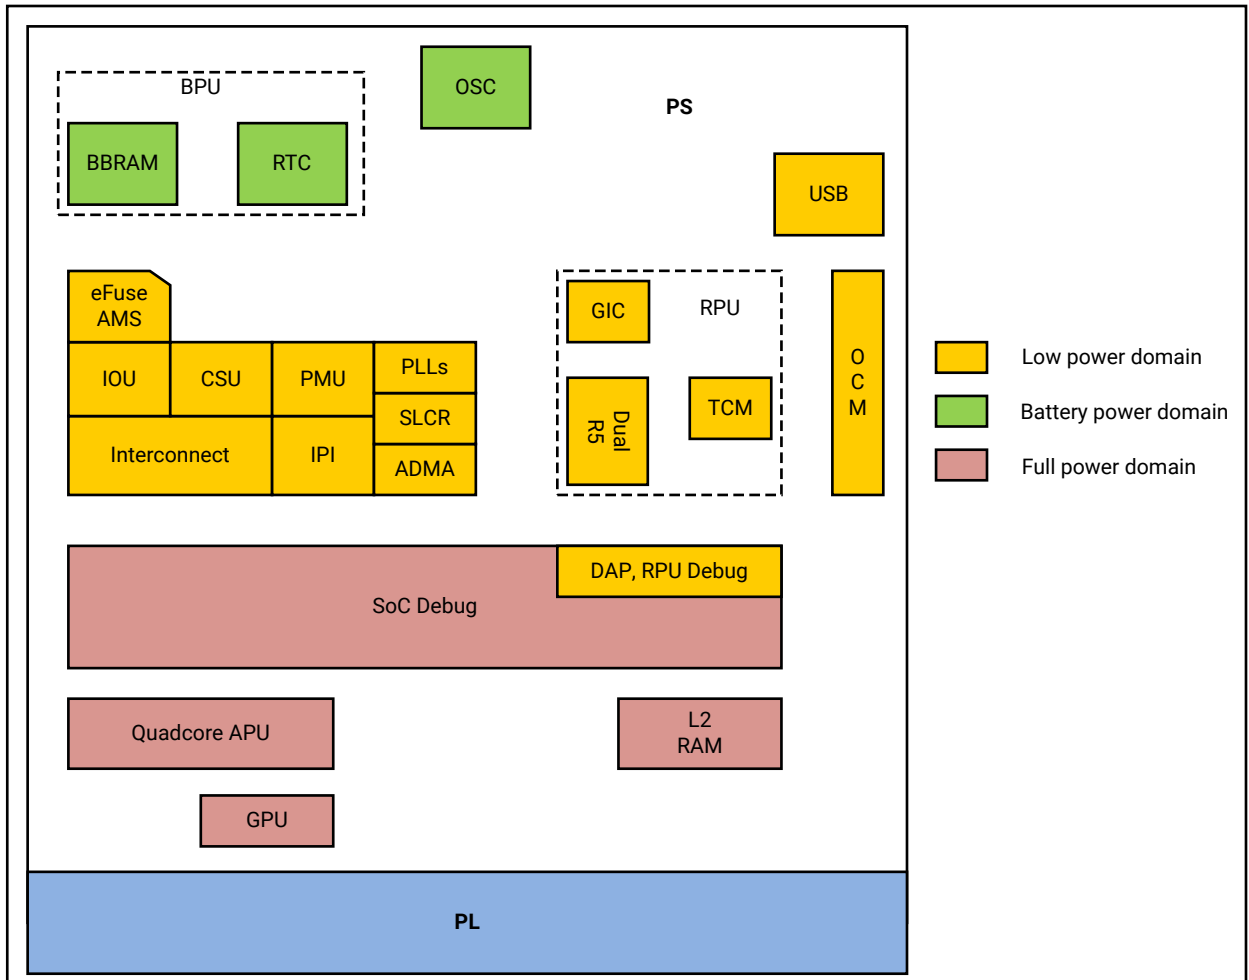 BPU
OSC
PS
BBRAM
RTC
USB
eFuse
AMS
GIC
RPU
OCM
IOU
CSU
PMU
PLLs
SLCR
Dual
R5
TCM
Interconnect
IPI
ADMA
Low power domain
Battery power domain
Full power domain
DAP, RPU Debug
SoC Debug
Quadcore APU
L2
RAM
GPU
PL